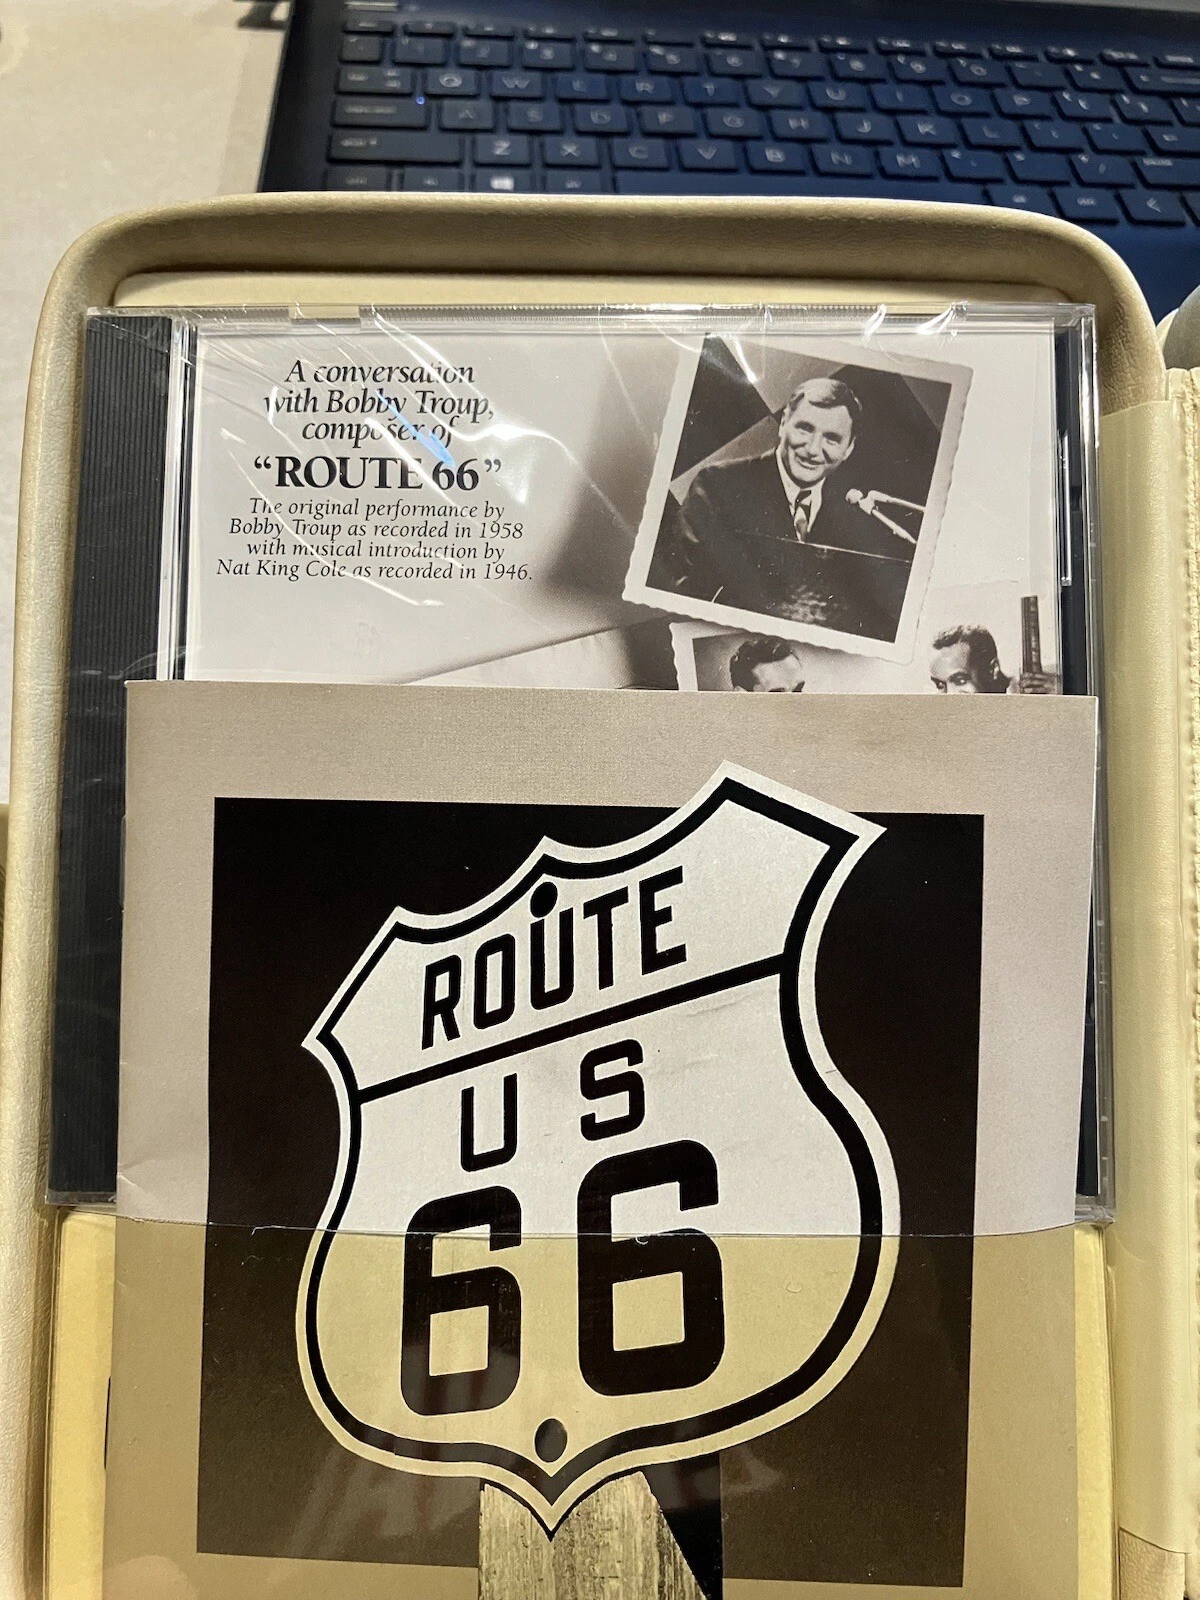 Q W E R T Y U I O P
A S D F G H J K L
Z X C V B N M
A conversation
with Bobby Troup,
composer of
“ROUTE 66”
The original performance by
Bobby Troup as recorded in 1958
with musical introduction by
Nat King Cole as recorded in 1946.
ROUTE
U S
66